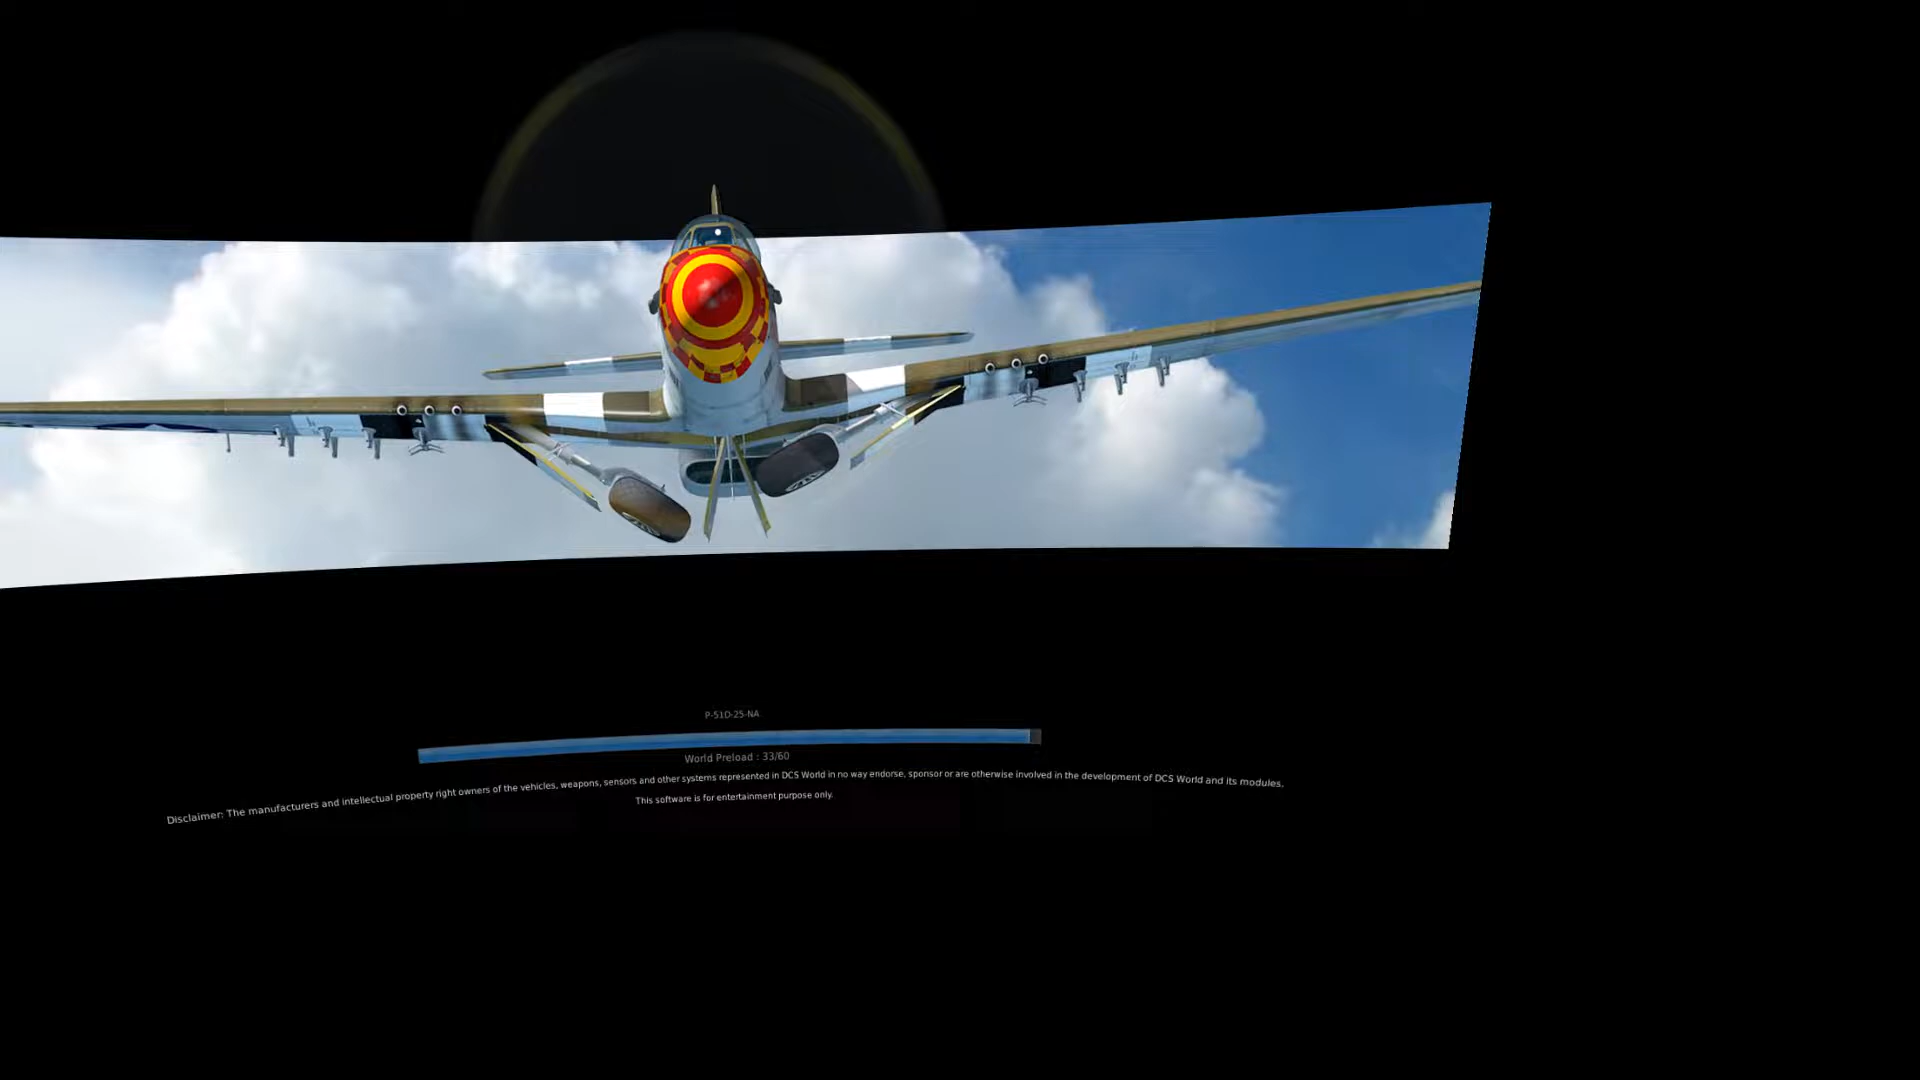 P-51D-25-NA
World Preload : 33/60
Disclaimer: The manufacturers and intellectual property right owners of the vehicles, weapons, sensors and other systems represented in DCS World in no way endorse, sponsor or are otherwise involved in the development of DCS World and its modules.
This software is for entertainment purpose only.